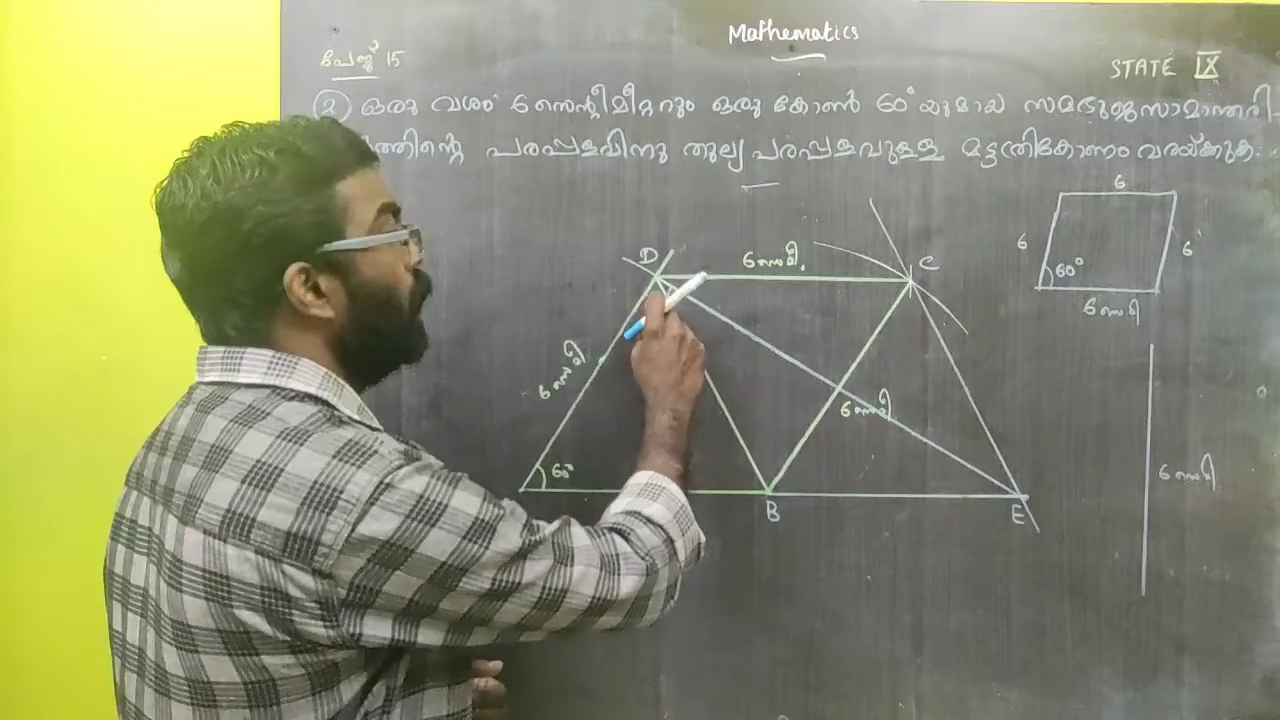 Mathematics
പേജ് 15
STATE IX
② ഒരു വശം 6 സെന്റീമീറ്ററും ഒരു കോൺ 60° യുമായ സമഭുജസാമാന്തരി
ത്തിന്റെ പരപ്പളവിനു തുല്യ പരപ്പളവുള്ള മട്ടത്രികോണം വരയ്ക്കുക.
6
6
6
60°
6 സെ.മീ
D
6 സെ.മീ.
C
6 സെ.മീ
6 സെ.മീ
60°
B
E
6 സെ.മീ